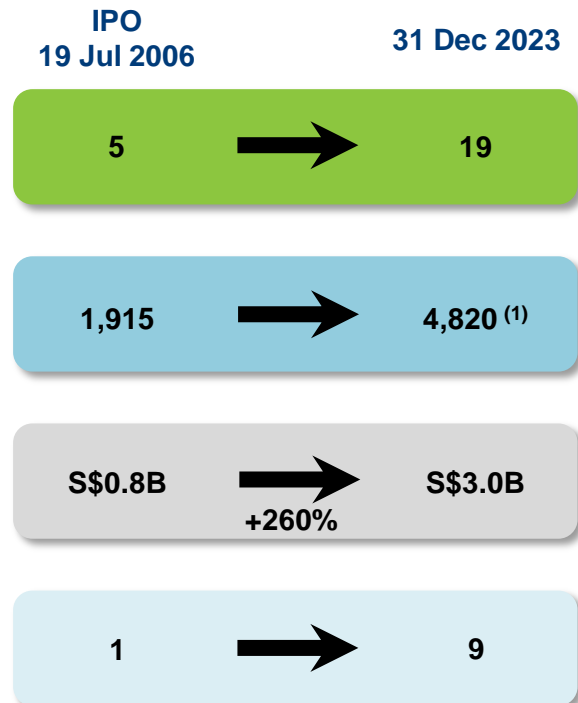 IPO
19 Jul 2006
31 Dec 2023
5
19
1,915
4,820 (1)
S$0.8B
S$3.0B
+260%
1
9